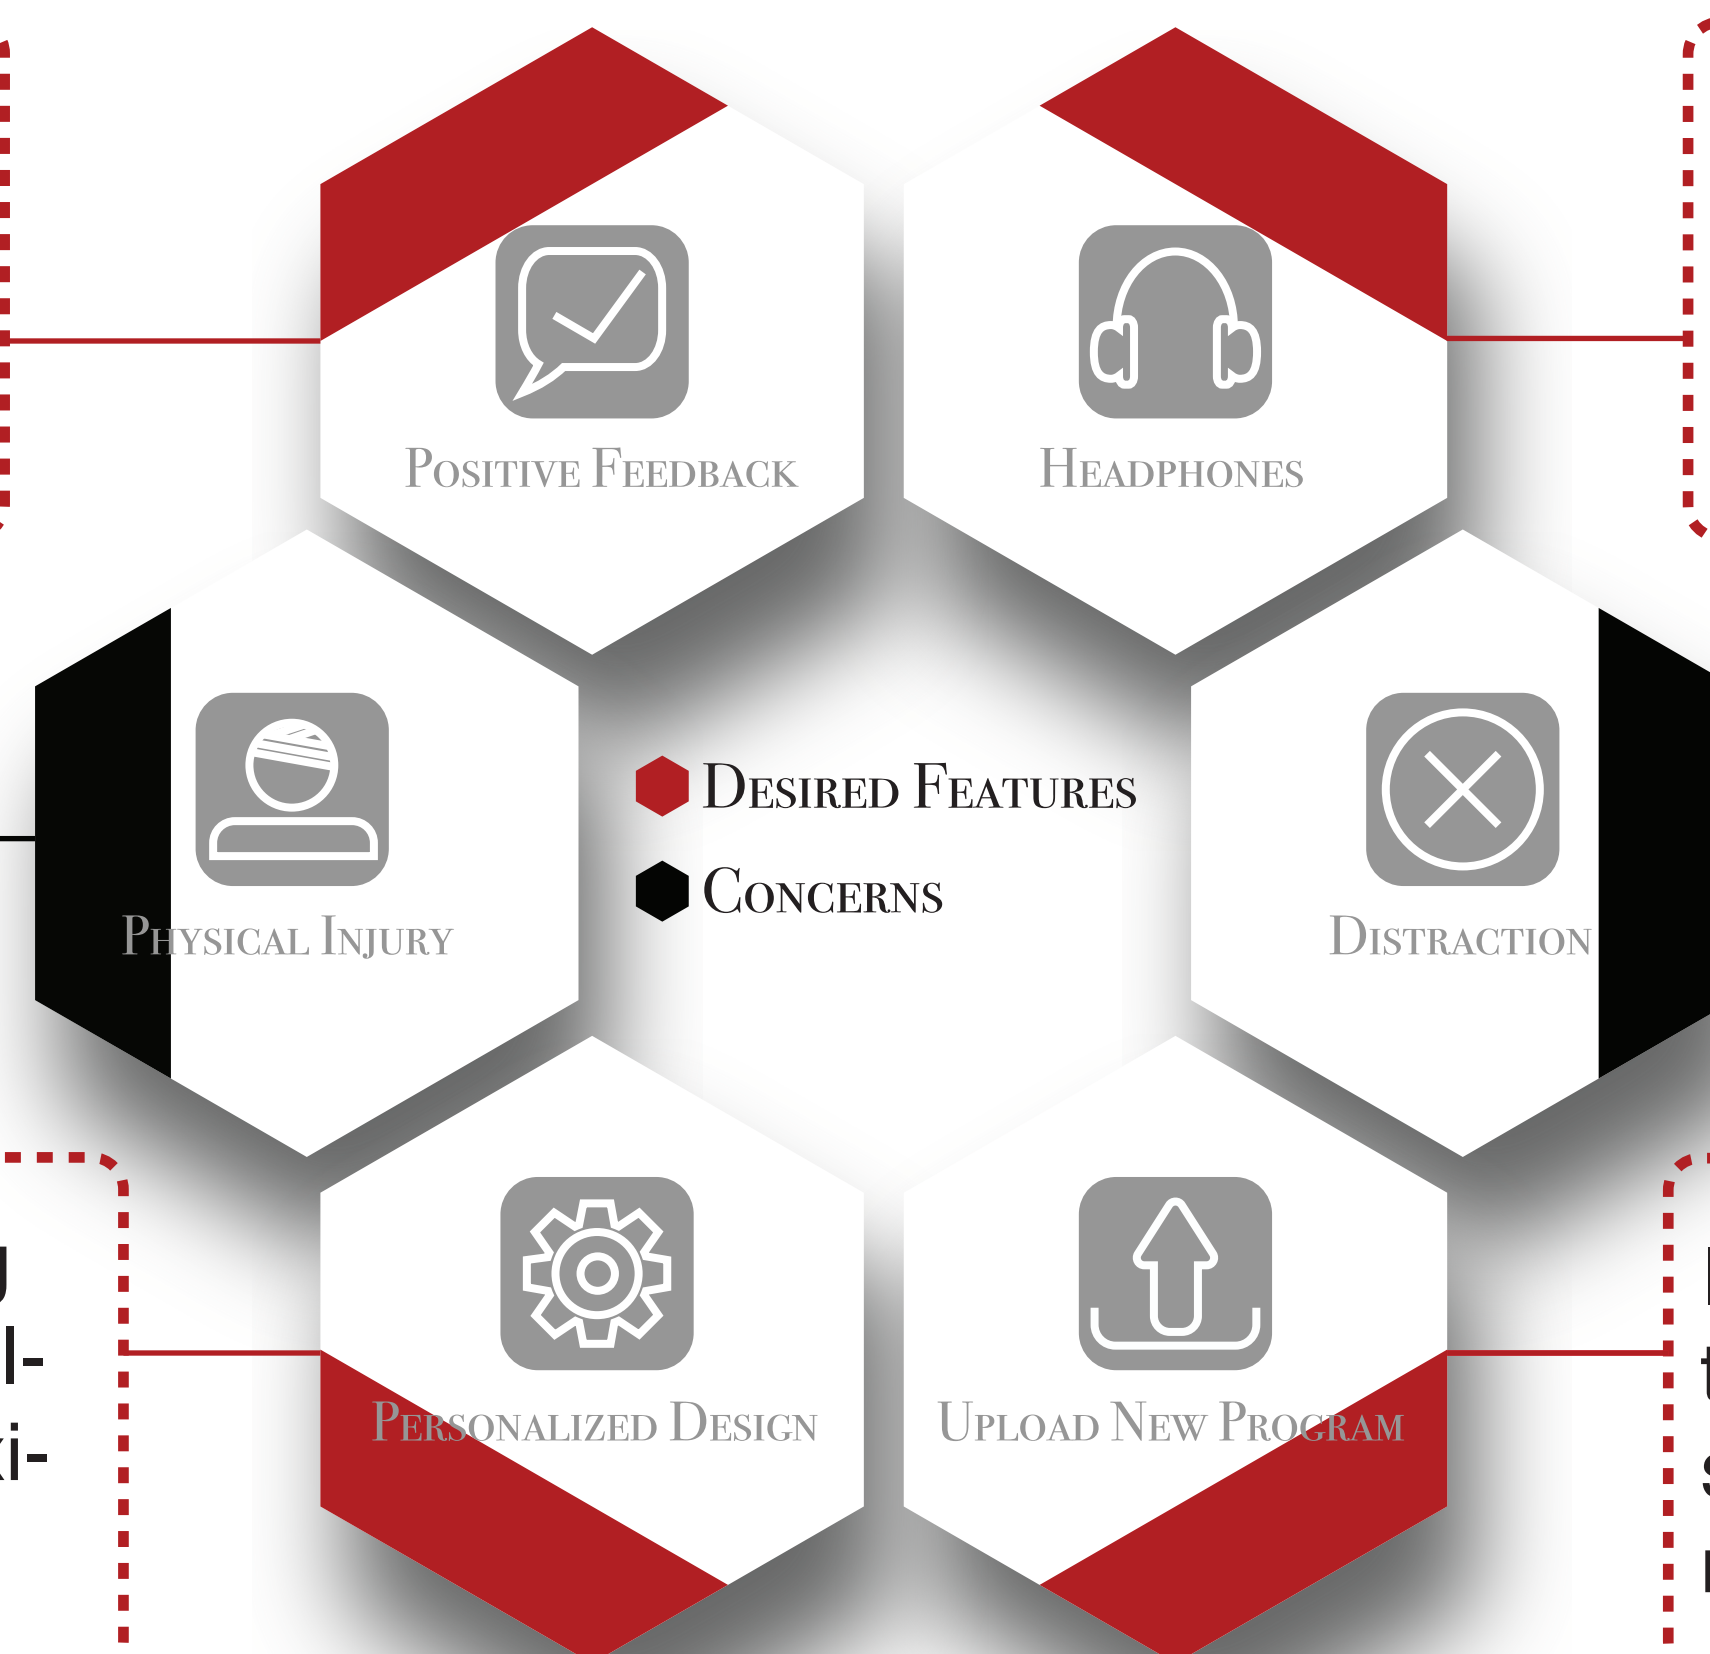 Positive Feedback
Headphones
Physical Injury
Desired Features
Concerns
Distraction
Personalized Design
Upload New Program
l-
i-